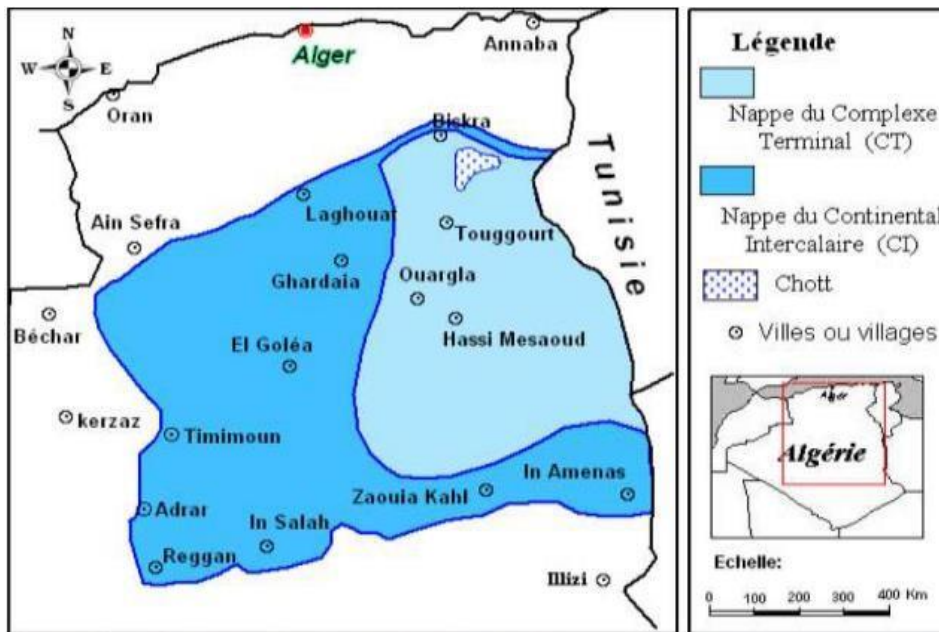 N
W E
S
Alger
Annaba
Oran
Biskra
Tunisie
Laghouat
Ain Sefra
Touggourt
Ghardaia
Ouargla
Béchar
Hassi Mesaoud
El Goléa
kerzaz
Timimoun
In Amenas
Zaouia Kahl
Adrar
In Salah
Reggan
Illizi
Légende
Nappe du Complexe
Terminal (CT)
Nappe du Continental
Intercalaire (CI)
Chott
Villes ou villages
Alger
Algérie
Echelle:
0 100 200 300 400 Km